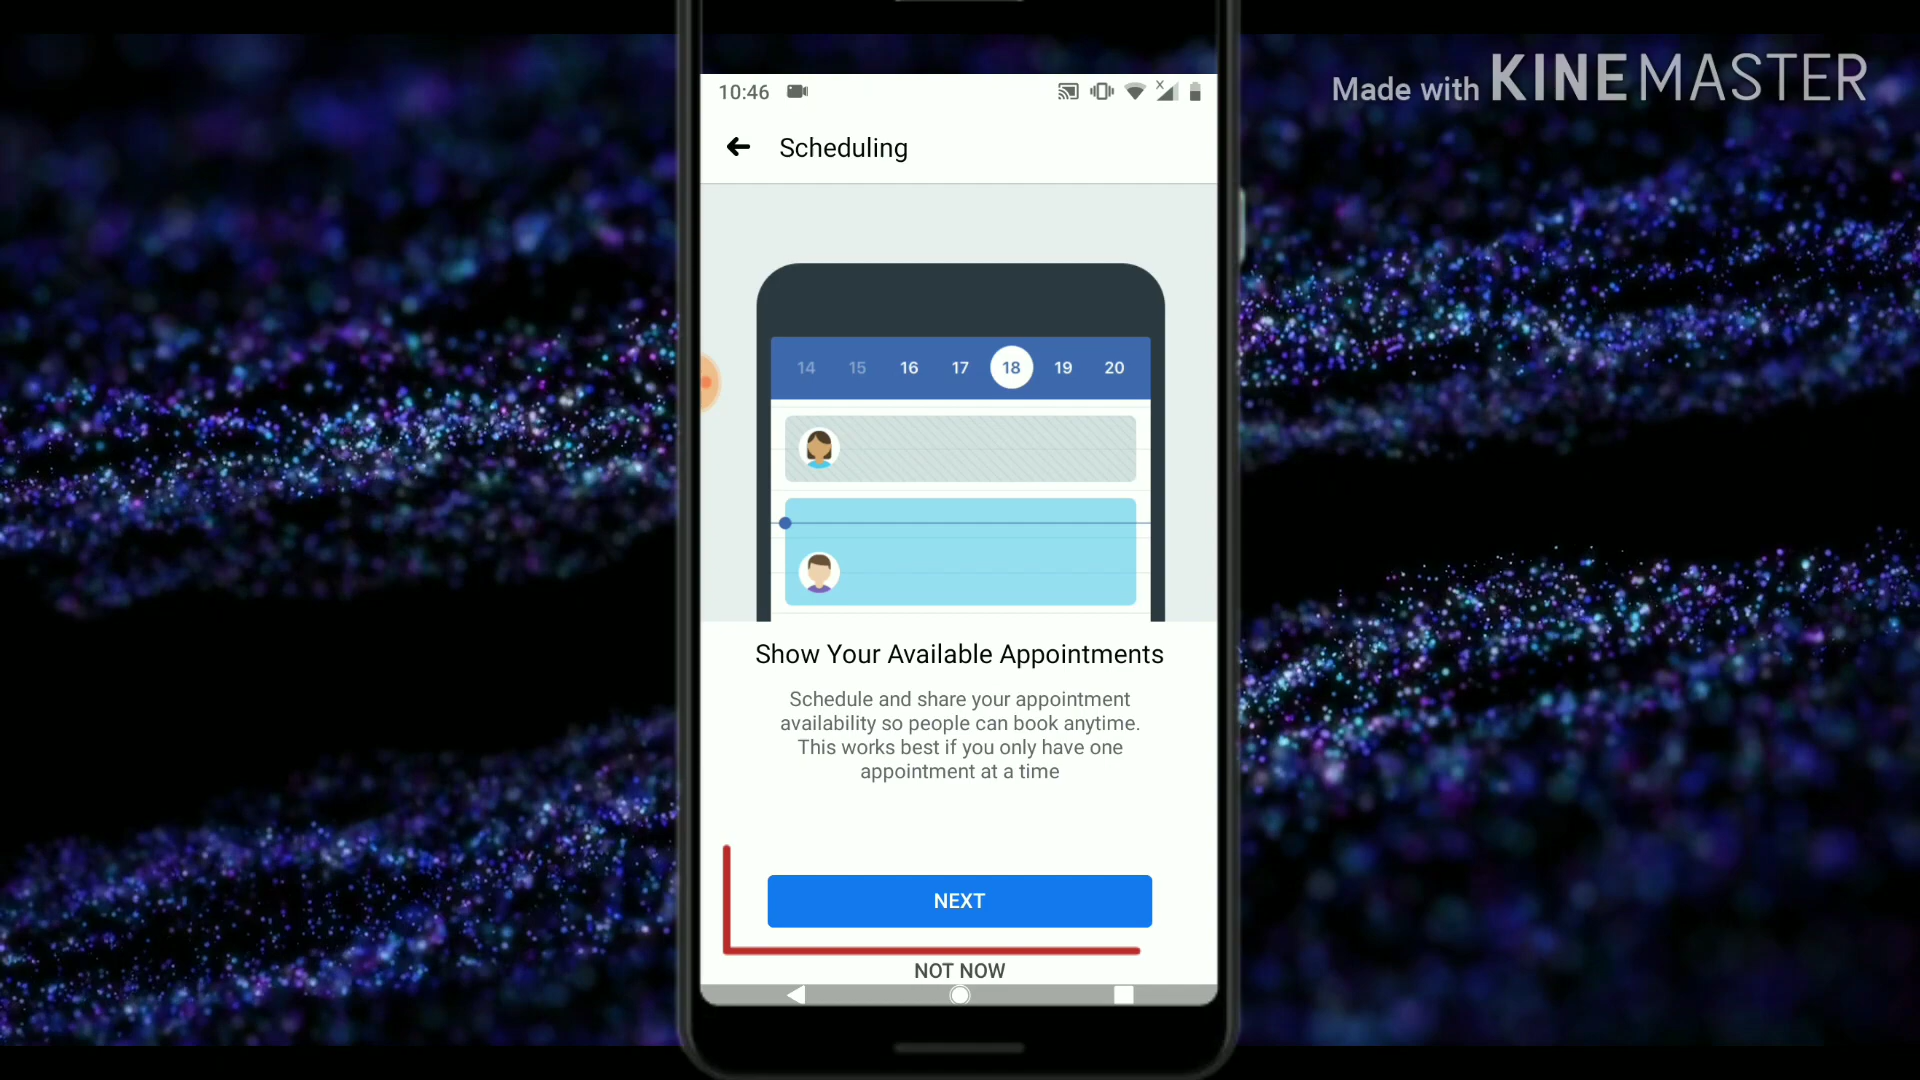 Made with KINEMASTER
10:46
Scheduling
14 15 16 17 18 19 20
Show Your Available Appointments
Schedule and share your appointment
availability so people can book anytime.
This works best if you only have one
appointment at a time
NEXT
NOT NOW